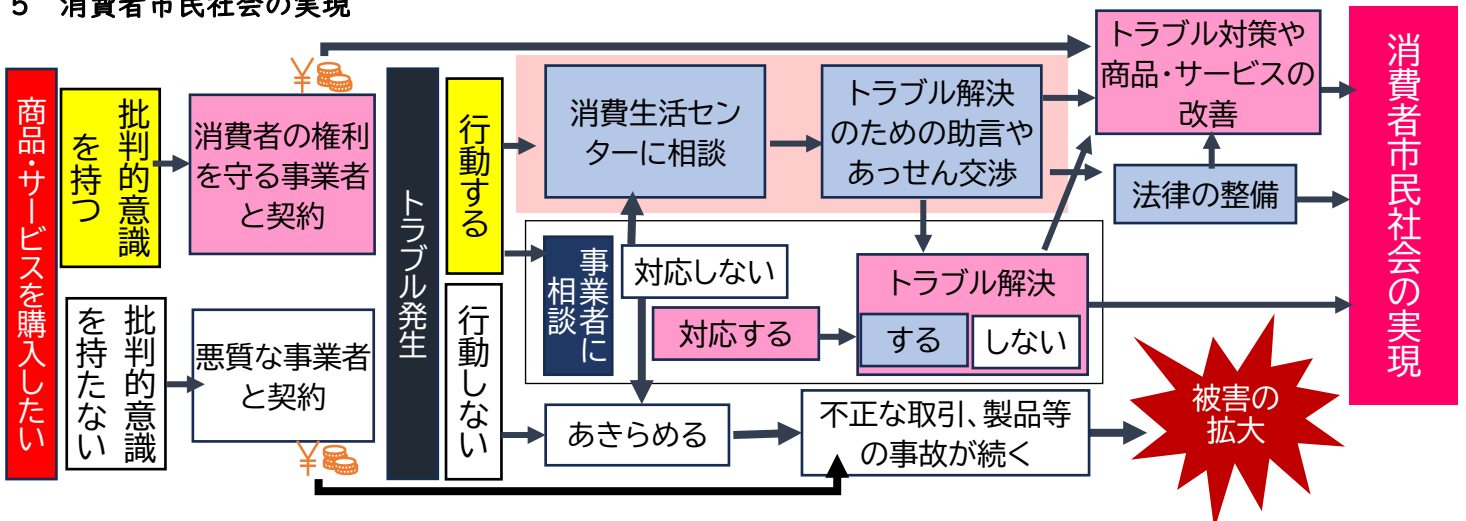 5 消費者市民社会の実現
商品・サービスを購入したい
批判的意識
を持つ
批判的意識
を持たない
¥
消費者の権利
を守る事業者
と契約
悪質な事業者
と契約
¥
トラブル発生
行動する
行動しない
消費生活セン
ターに相談
トラブル解決
のための助言や
あっせん交渉
事業者に
相談
対応しない
対応する
トラブル解決
する
しない
あきらめる
不正な取引、製品等
の事故が続く
トラブル対策や
商品・サービスの
改善
法律の整備
被害の
拡大
消費者市民社会の実現